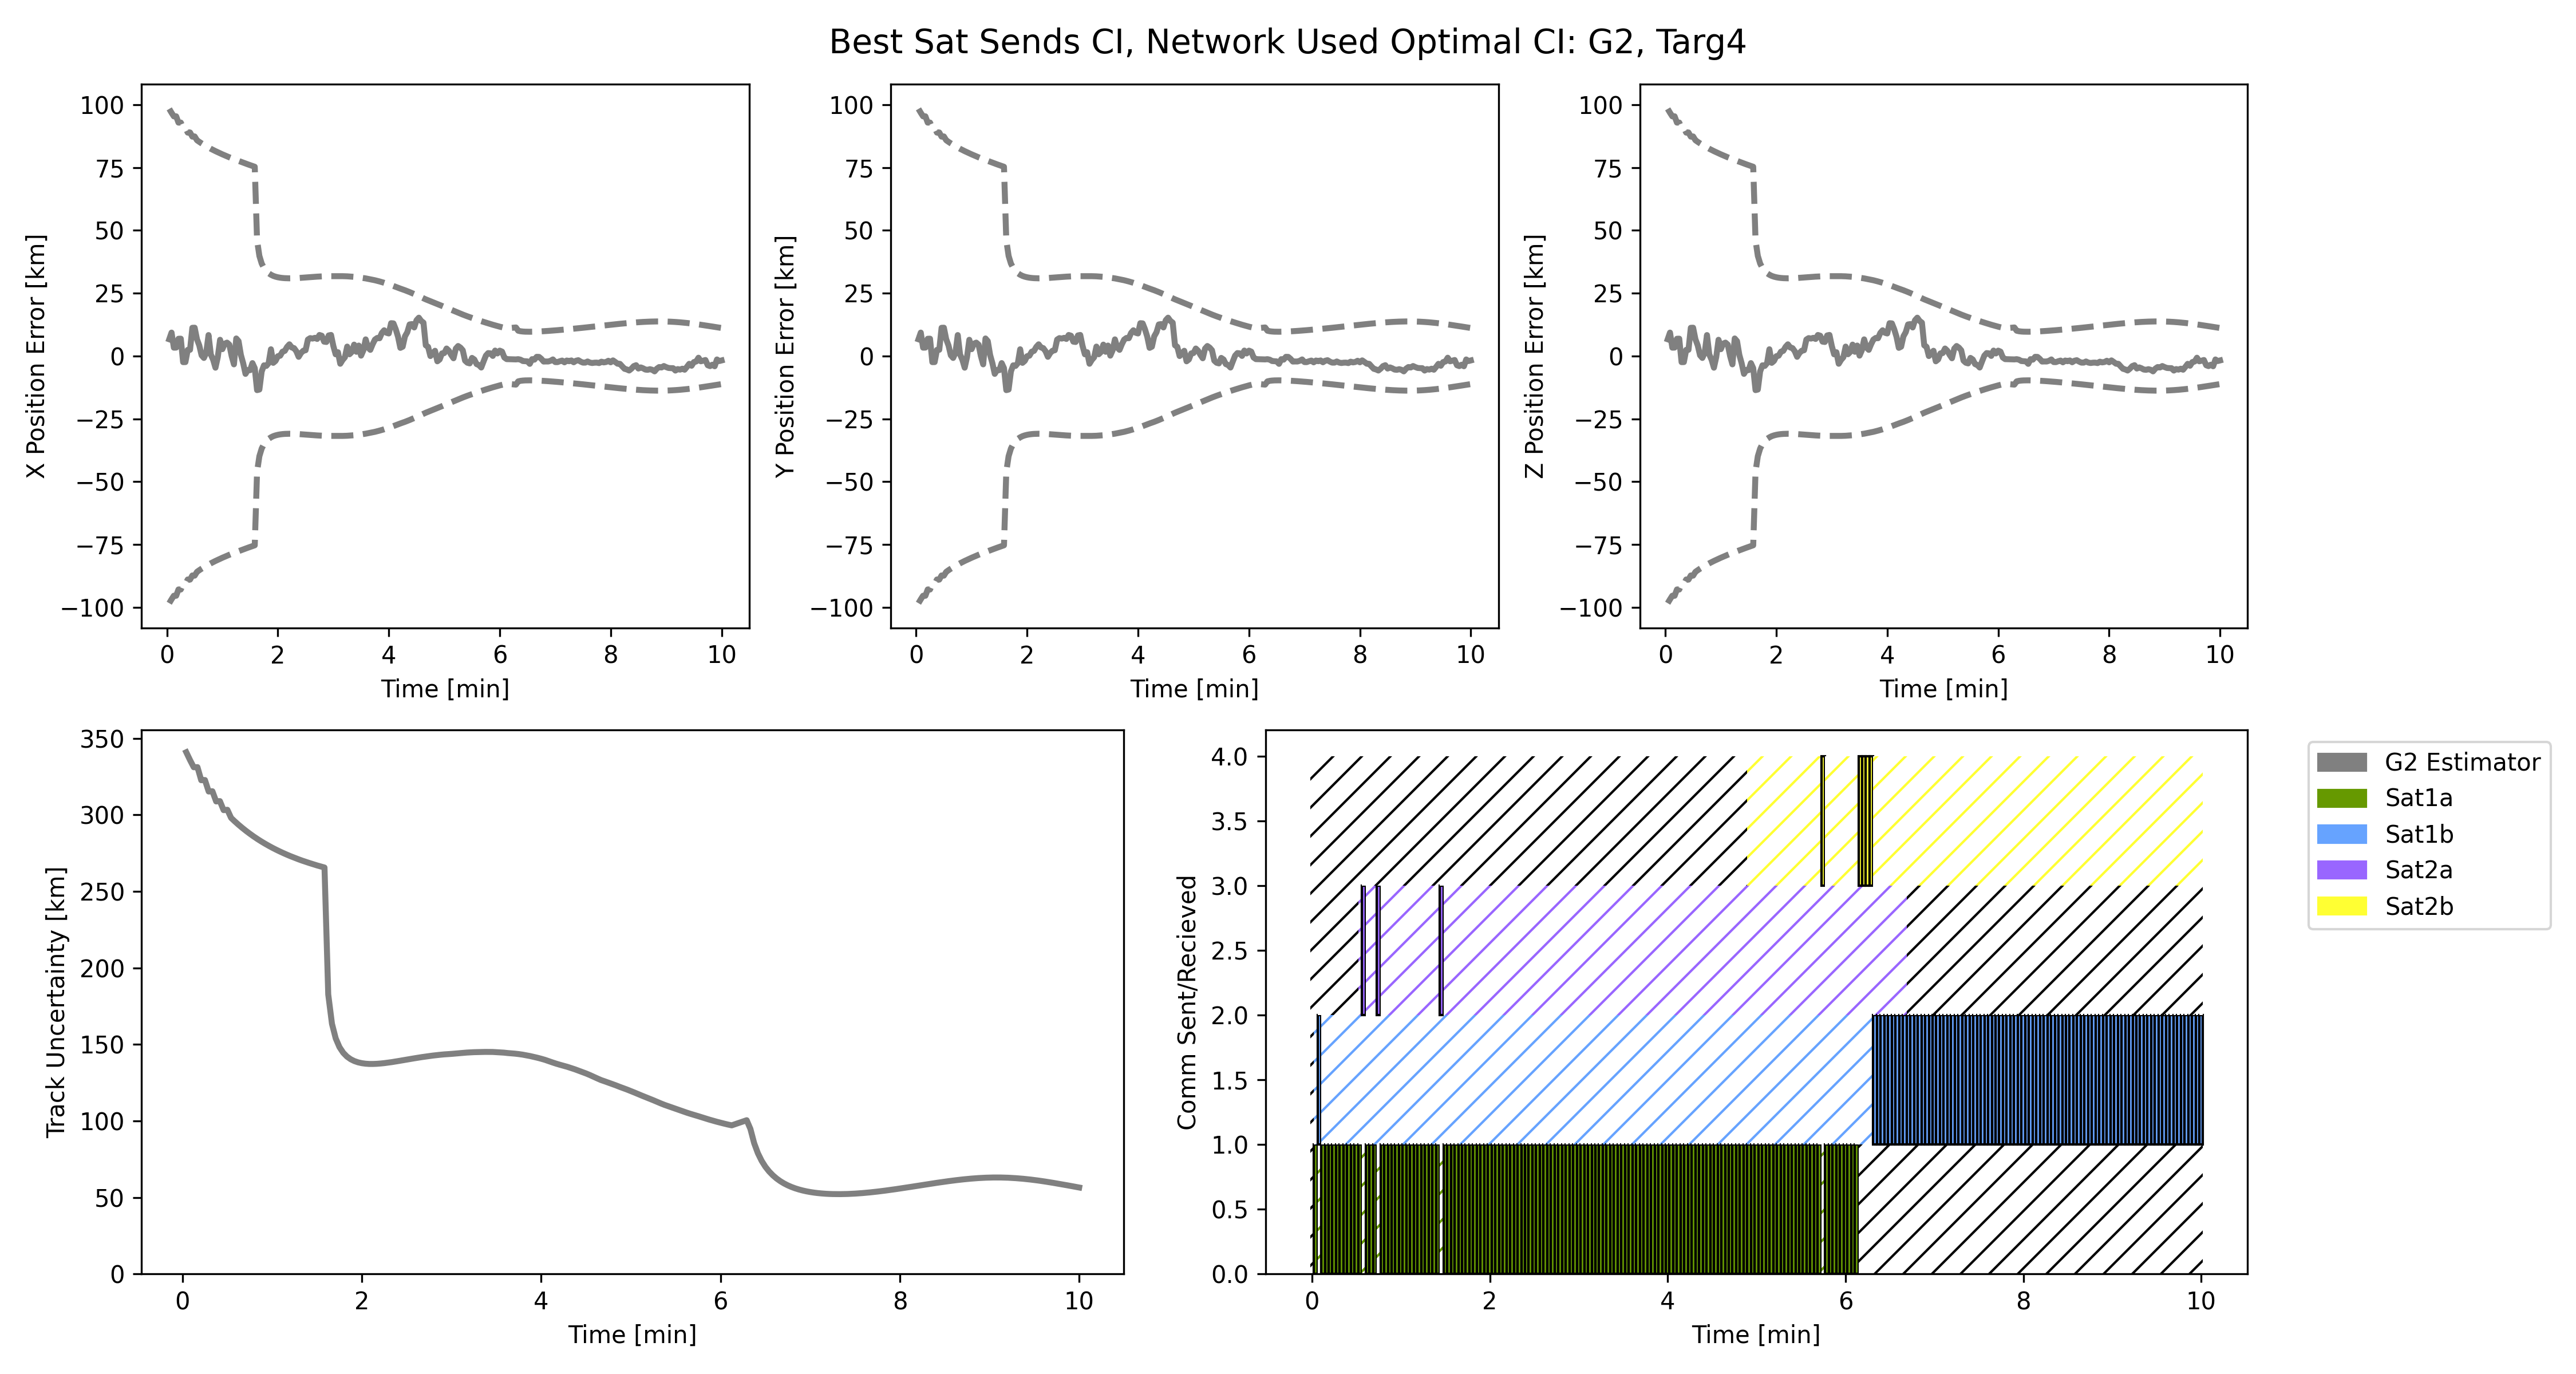 Best Sat Sends CI, Network Used Optimal CI: G2, Targ4
X Position Error [km]
100
75
50
25
0
−25
−50
−75
−100
0 2 4 6 8 10
Time [min]
Y Position Error [km]
100
75
50
25
0
−25
−50
−75
−100
0 2 4 6 8 10
Time [min]
Z Position Error [km]
100
75
50
25
0
−25
−50
−75
−100
0 2 4 6 8 10
Time [min]
Track Uncertainty [km]
350
300
250
200
150
100
50
0
0 2 4 6 8 10
Time [min]
Comm Sent/Recieved
4.0
3.5
3.0
2.5
2.0
1.5
1.0
0.5
0.0
0 2 4 6 8 10
Time [min]
G2 Estimator
Sat1a
Sat1b
Sat2a
Sat2b